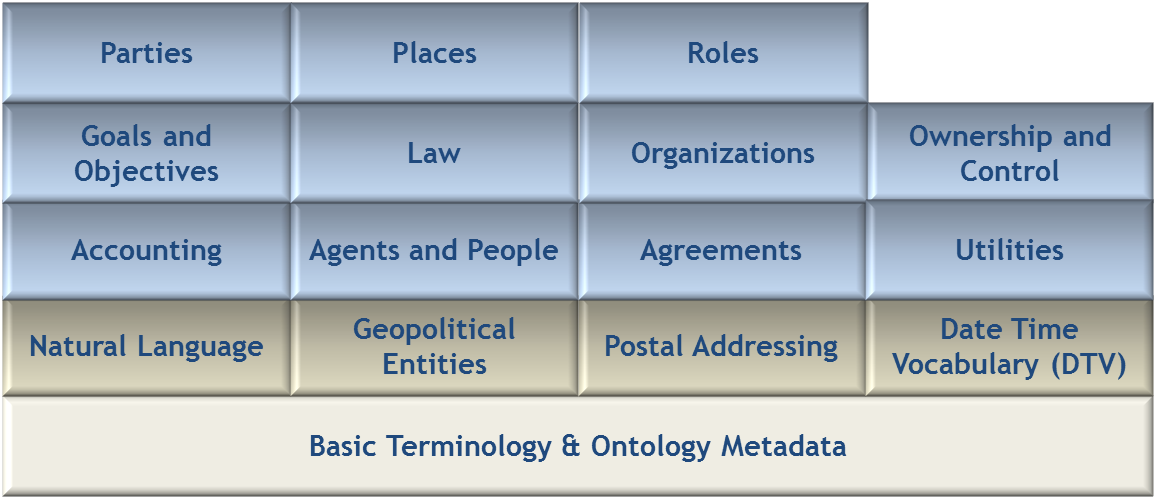 Parties
Places
Roles
Goals and
Objectives
Law
Organizations
Ownership and
Control
Accounting
Agents and People
Agreements
Utilities
Natural Language
Geopolitical
Entities
Postal Addressing
Date Time
Vocabulary (DTV)
Basic Terminology & Ontology Metadata